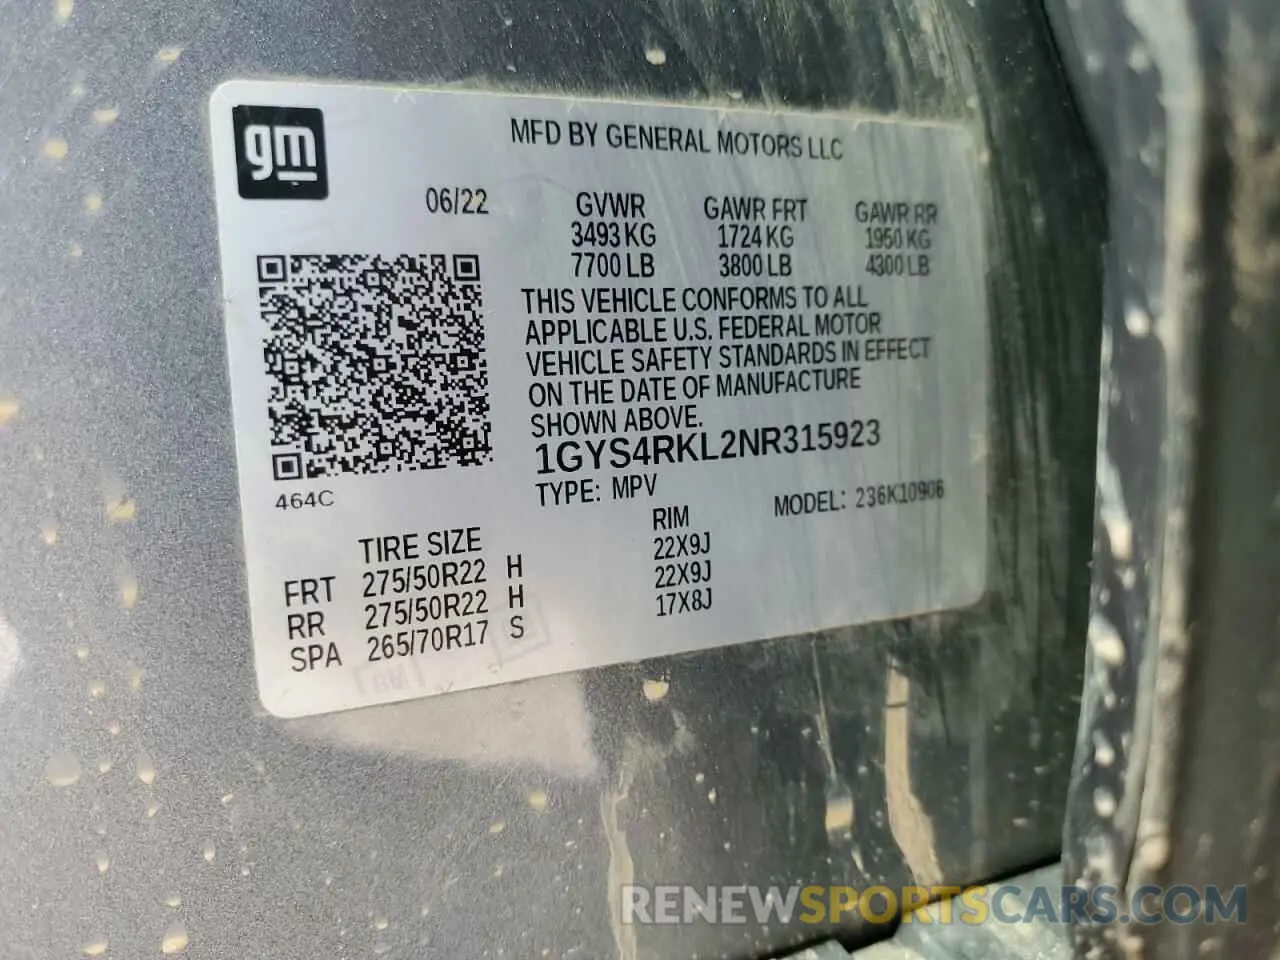 gm
MFD BY GENERAL MOTORS LLC
06/22
GVWR GAWR FRT GAWR RR
3493 KG 1724 KG 1950 KG
7700 LB 3800 LB 4300 LB
THIS VEHICLE CONFORMS TO ALL
APPLICABLE U.S. FEDERAL MOTOR
VEHICLE SAFETY STANDARDS IN EFFECT
ON THE DATE OF MANUFACTURE
SHOWN ABOVE.
1GYS4RKL2NR315923
TYPE: MPV MODEL: 236K10906
464C
TIRE SIZE RIM
FRT 275/50R22 H 22X9J
RR 275/50R22 H 22X9J
SPA 265/70R17 S 17X8J
RENEWSPORTSCARS.COM